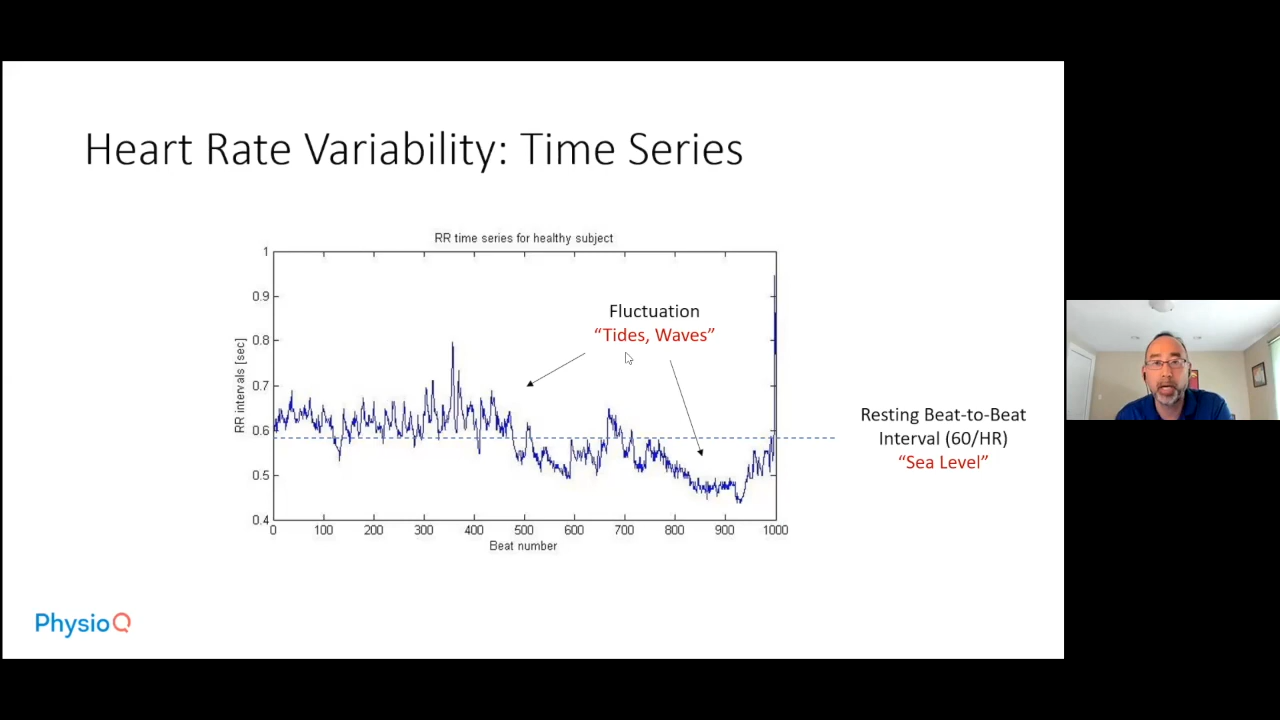 Heart Rate Variability: Time Series
RR time series for healthy subject
1
0.9
0.8
0.7
0.6
0.5
0.4
RR intervals [sec]
0
100
200
300
400
500
600
700
800
900
1000
Beat number
Fluctuation
“Tides, Waves”
Resting Beat-to-Beat
Interval (60/HR)
“Sea Level”
PhysioQ